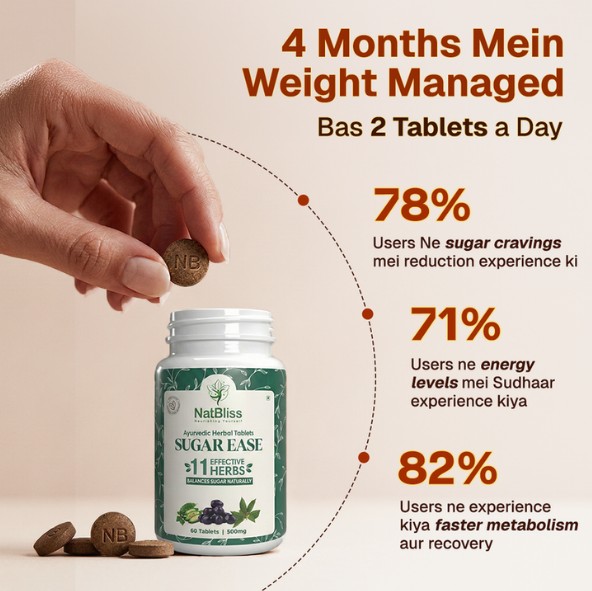 4 Months Mein
Weight Managed
Bas 2 Tablets a Day
78%
Users Ne sugar cravings
mei reduction experience ki
71%
Users ne energy
levels mei Sudhaar
experience kiya
82%
Users ne experience
kiya faster metabolism
aur recovery
NB
NatBliss
Nourishing Yourself
Ayurvedic Herbal Tablets
SUGAR EASE
11 EFFECTIVE
HERBS
BALANCES SUGAR NATURALLY
60 Tablets | 500mg
NB